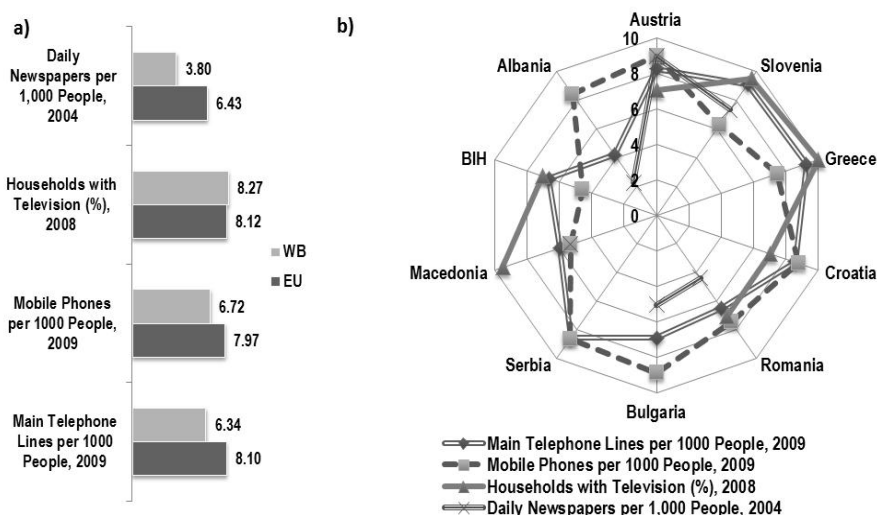 a)
Daily
Newspapers per
1,000 People,
2004
3.80
6.43
Households with
Television (%),
2008
8.27
8.12
WB
EU
Mobile Phones
per 1000 People,
2009
6.72
7.97
Main Telephone
Lines per 1000
People, 2009
6.34
8.10
b)
Austria
10
8
6
4
2
0
Slovenia
Greece
Croatia
Romania
Bulgaria
Serbia
Macedonia
BIH
Albania
Main Telephone Lines per 1000 People, 2009
Mobile Phones per 1000 People, 2009
Households with Television (%), 2008
Daily Newspapers per 1,000 People, 2004